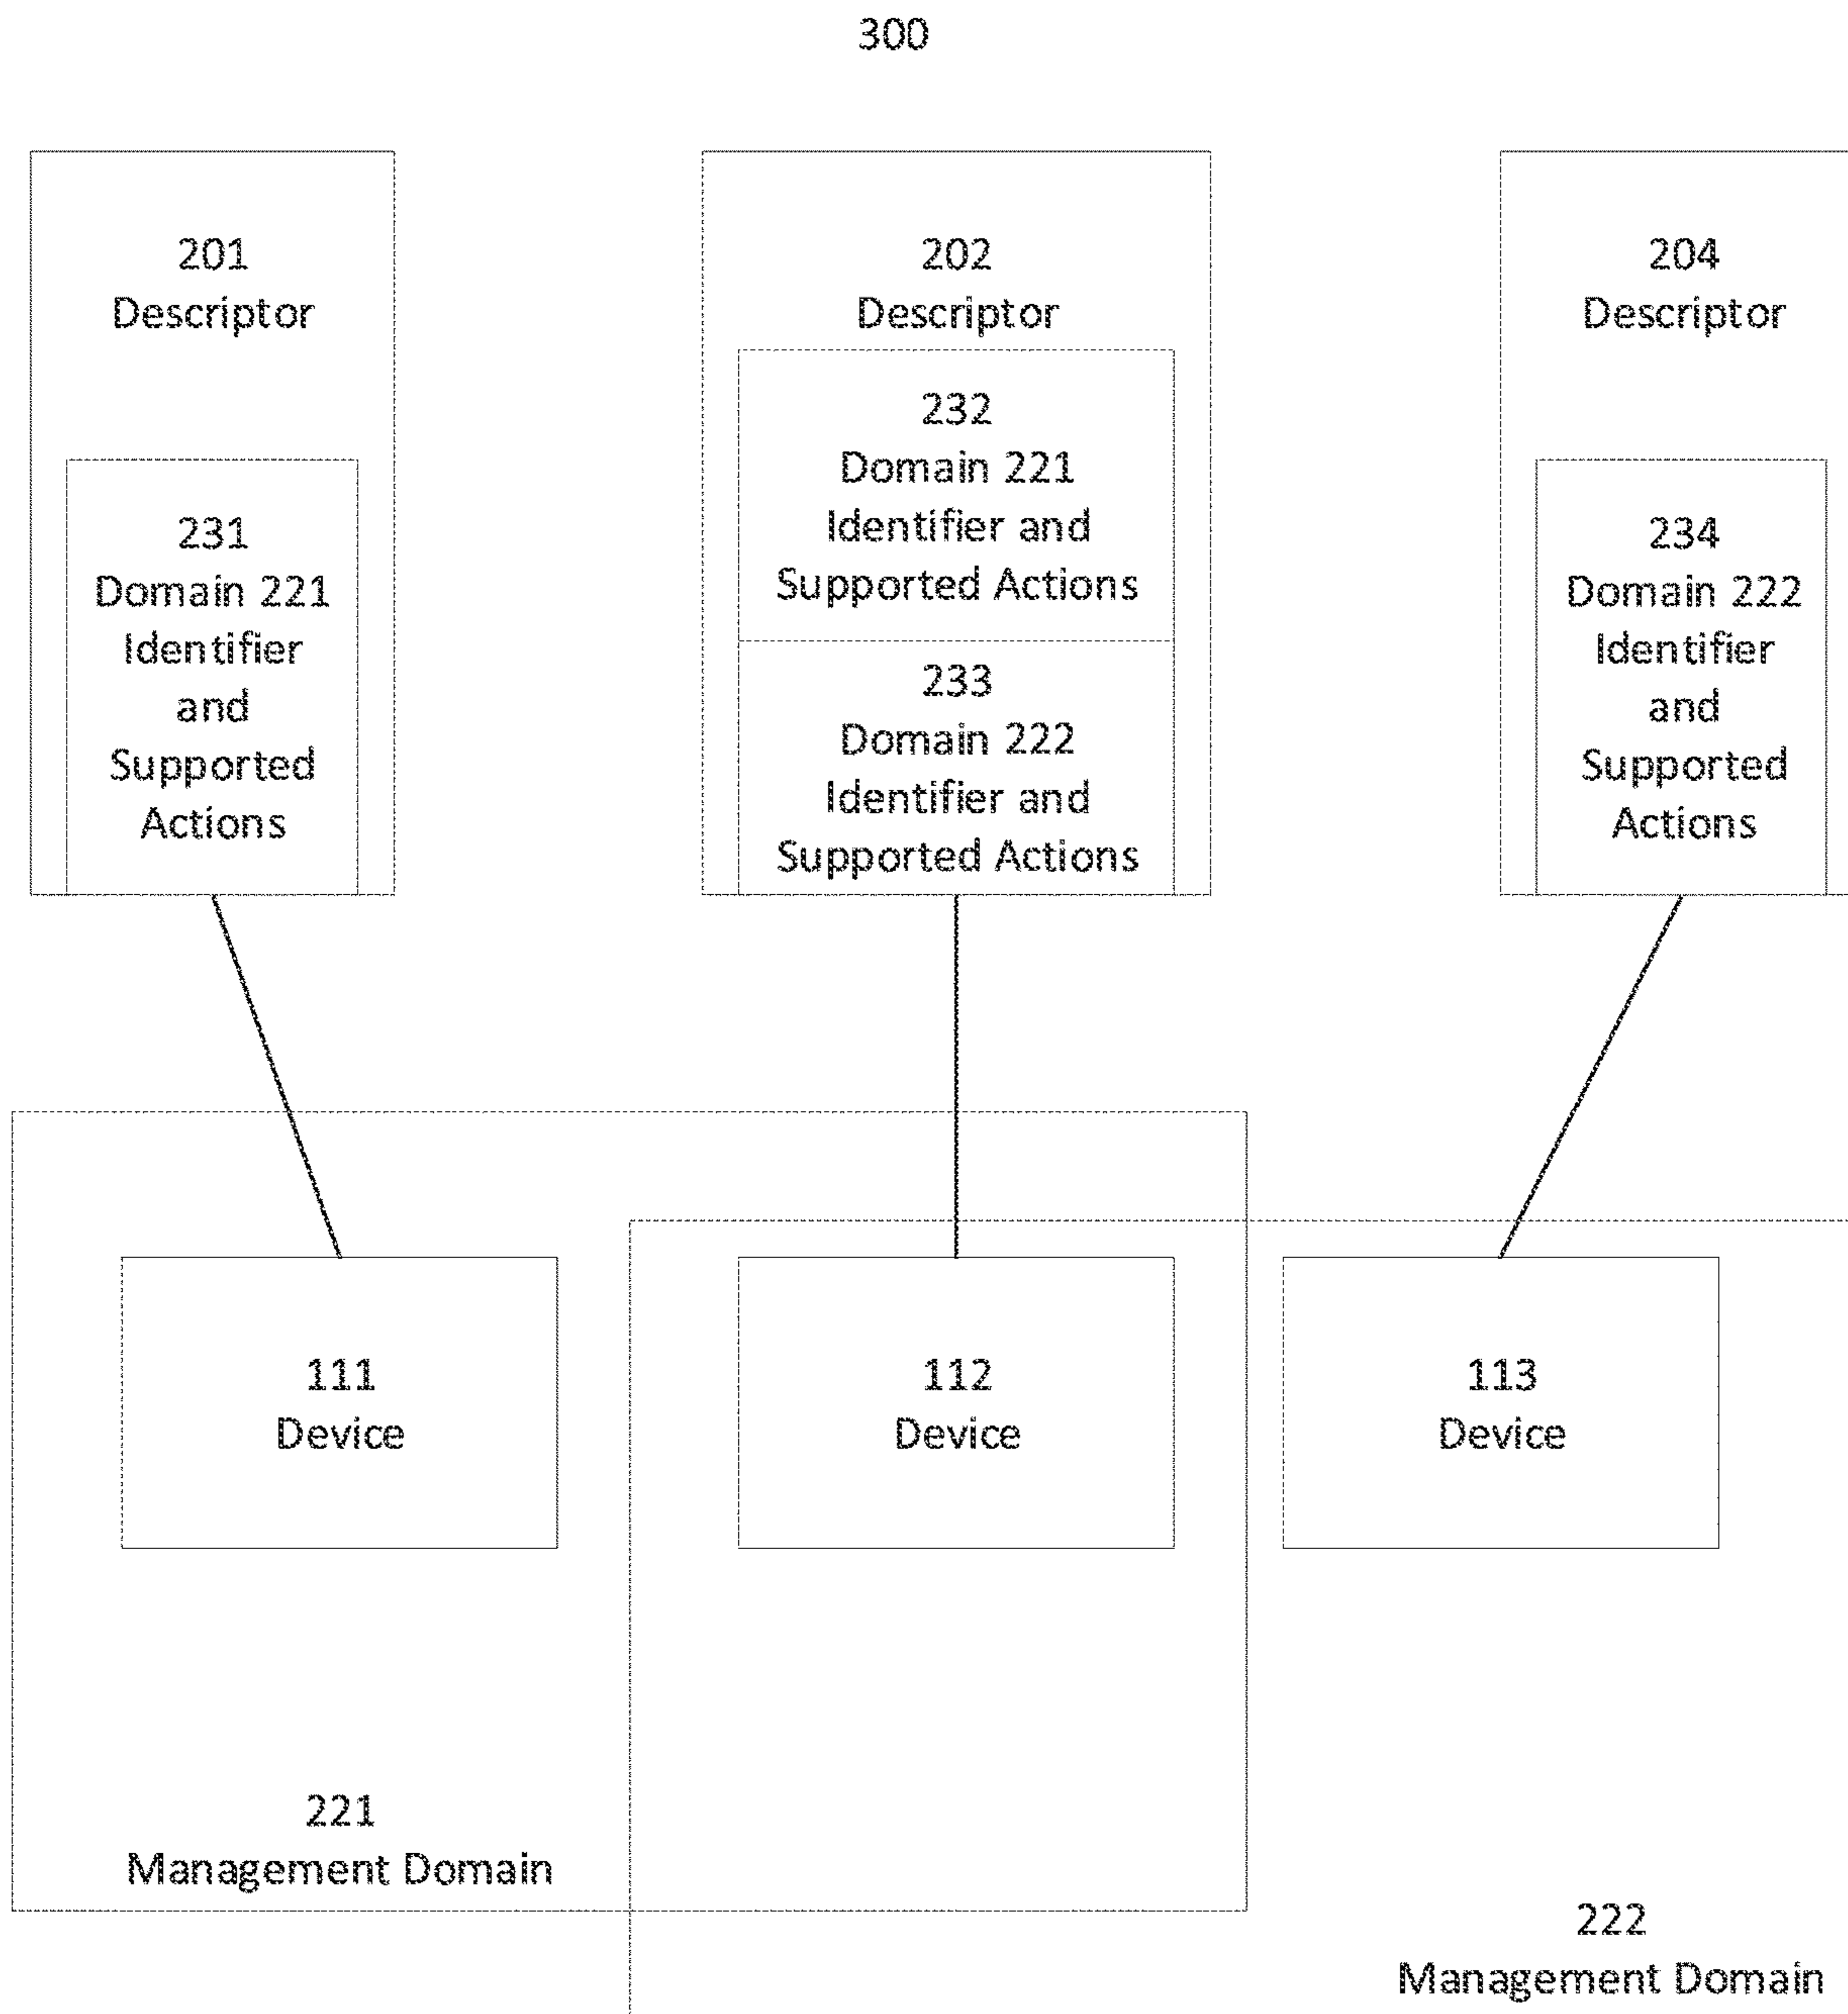 300
201
Descriptor
231
Domain 221
Identifier
and
Supported
Actions
202
Descriptor
232
Domain 221
Identifier and
Supported Actions
233
Domain 222
Identifier and
Supported Actions
204
Descriptor
234
Domain 222
Identifier
and
Supported
Actions
111
Device
112
Device
113
Device
221
Management Domain
222
Management Domain